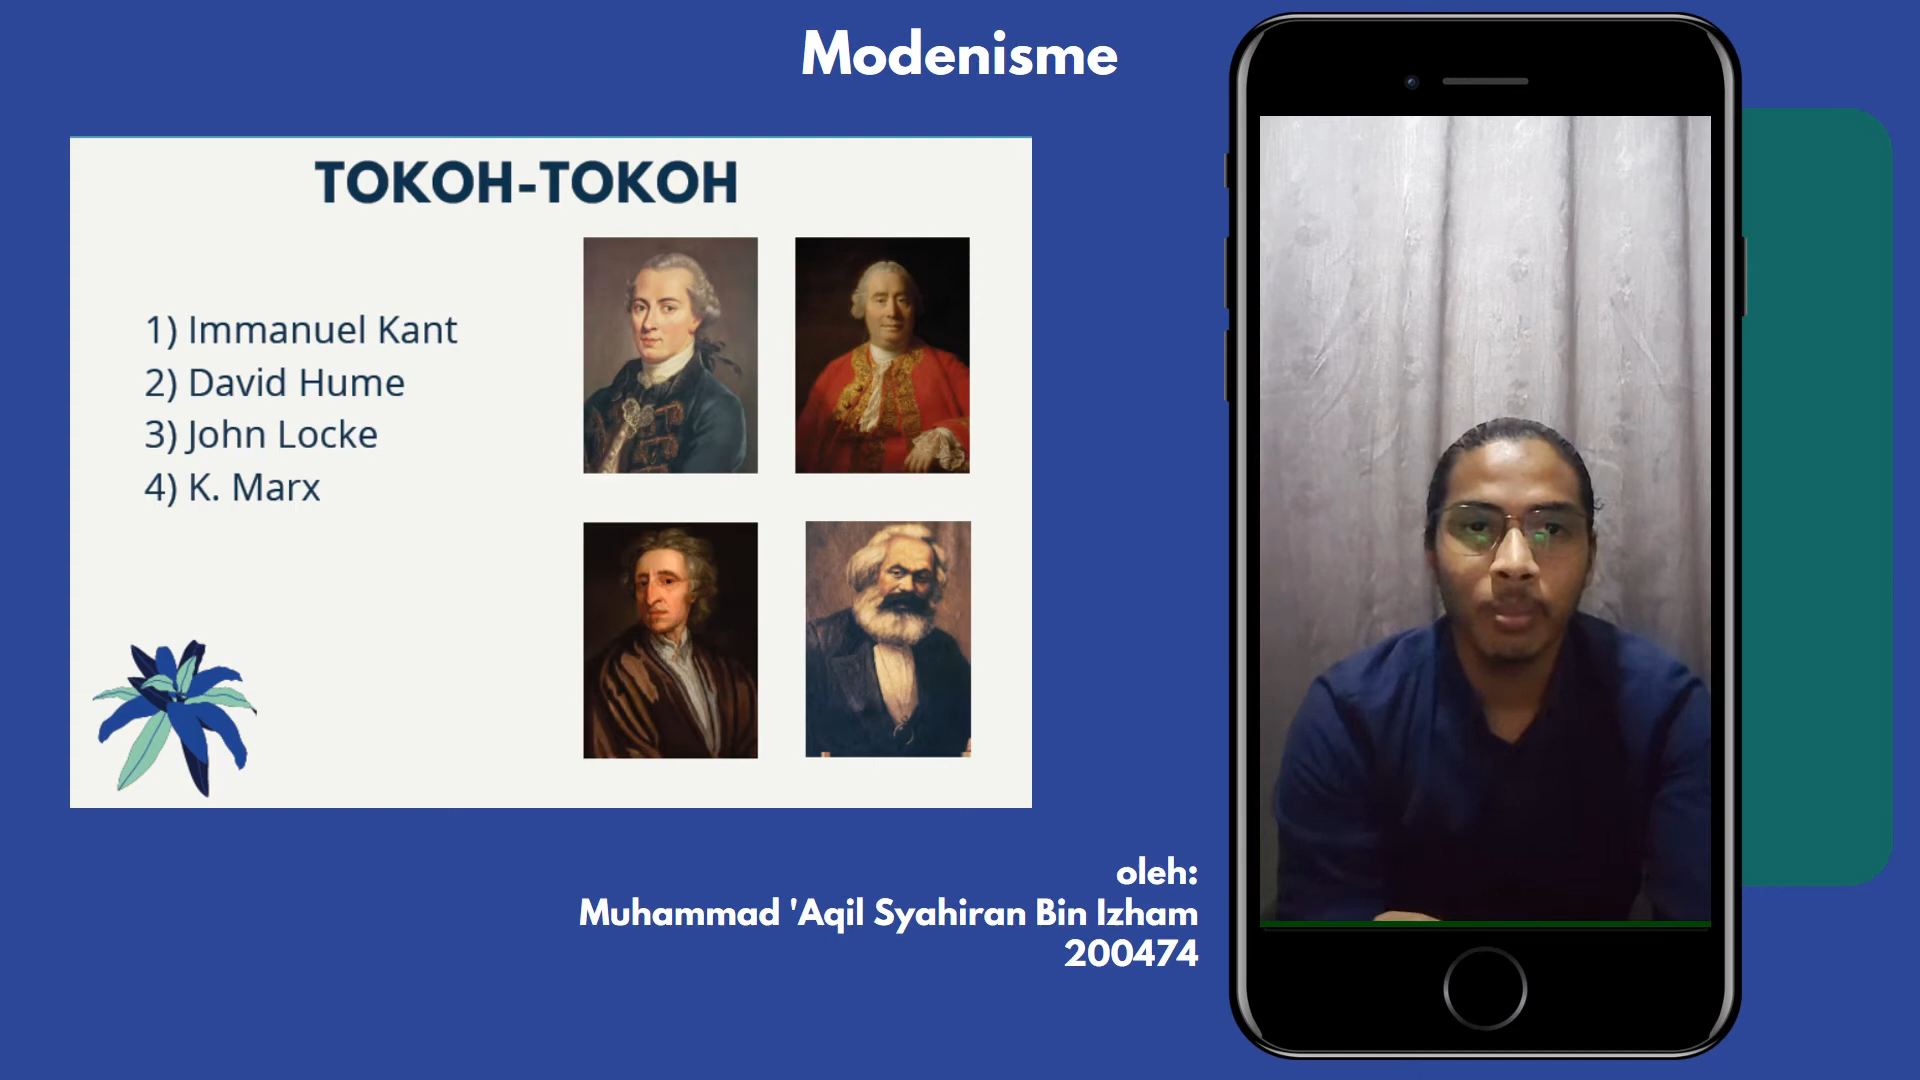 Modenisme
TOKOH-TOKOH
1) Immanuel Kant
2) David Hume
3) John Locke
4) K. Marx
oleh:
Muhammad 'Aqil Syahiran Bin Izham
200474